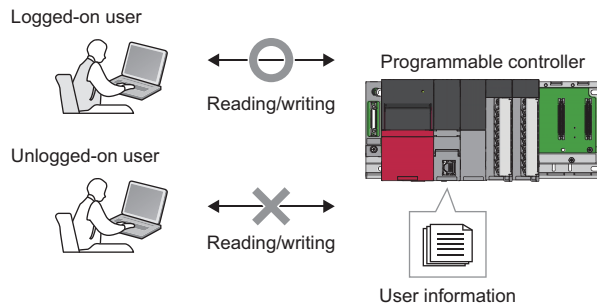 Logged-on user
Programmable controller
Reading/writing
Unlogged-on user
Reading/writing
User information